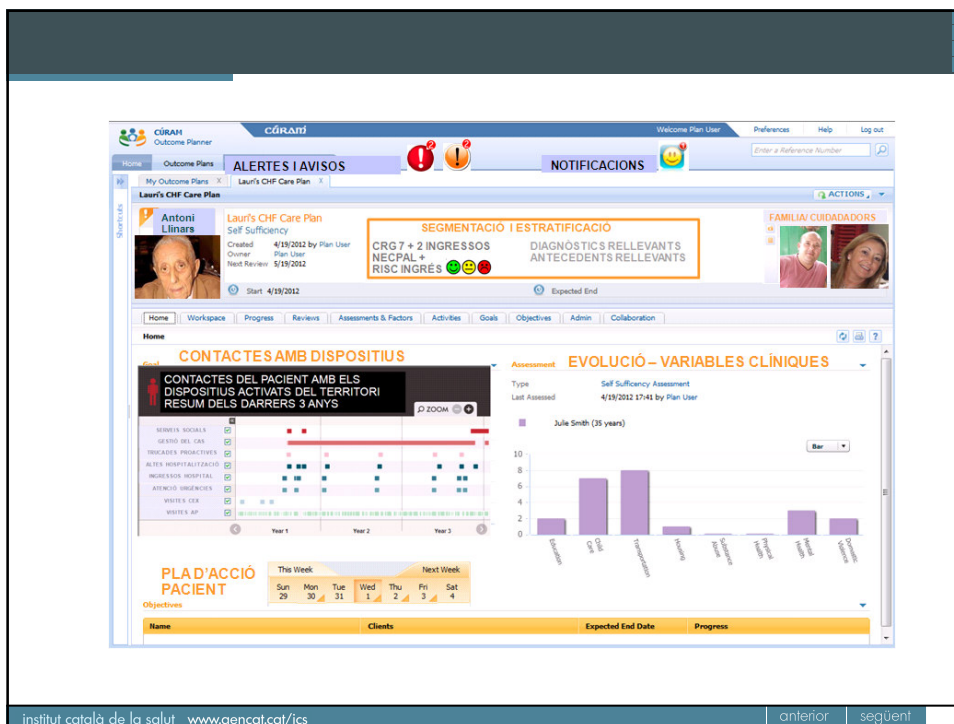 CÚRAM
Outcome Planner
CÚRAM
Welcome Plan User
Preferences
Help
Log out
Enter a Reference Number
Home
Outcome Plans
ALERTES I AVISOS
2
2
NOTIFICACIONS
My Outcome Plans X
Lauri's CHF Care Plan X
Lauri's CHF Care Plan
ACTIONS
Shortcuts
Antoni
Llinars
Lauri's CHF Care Plan
Self Sufficiency
Created 4/19/2012 by Plan User
Owner Plan User
Next Review 5/19/2012
SEGMENTACIÓ I ESTRATIFICACIÓ
CRG 7 + 2 INGRESSOS
NECPAL +
RISC INGRÉS
DIAGNÒSTICS RELLEVANTS
ANTECEDENTS RELLEVANTS
FAMILIA/ CUIDADADORS
Start 4/19/2012
Expected End
Home Workspace Progress Reviews Assessments & Factors Activities Goals Objectives Admin Collaboration
Home
?
Goal
CONTACTES AMB DISPOSITIUS
CONTACTES DEL PACIENT AMB ELS
DISPOSITIUS ACTIVATS DEL TERRITORI
RESUM DELS DARRERS 3 ANYS
ZOOM
SERVEIS SOCIALS
GESTIÓ DEL CAS
TRUCADES PROACTIVES
ALTES HOSPITALITZACIÓ
INGRESSOS HOSPITAL
ATENCIÓ URGÈNCIES
VISITES CEX
VISITES AP
Year 1 Year 2 Year 3
Assessment
EVOLUCIÓ – VARIABLES CLÍNIQUES
Type Self Sufficency Assessment
Last Assessed 4/19/2012 17:41 by Plan User
Julie Smith (35 years)
Bar
10
8
6
4
2
0
Education
Child Care
Transportation
Housing
Substance Abuse
Physical Health
Mental Health
Domestic Violence
PLA D'ACCIÓ
PACIENT
This Week Next Week
Sun Mon Tue Wed Thu Fri Sat
29 30 31 1 2 3 4
Objectives
Name Clients Expected End Date Progress
institut català de la salut www.gencat.cat/ics
anterior
següent